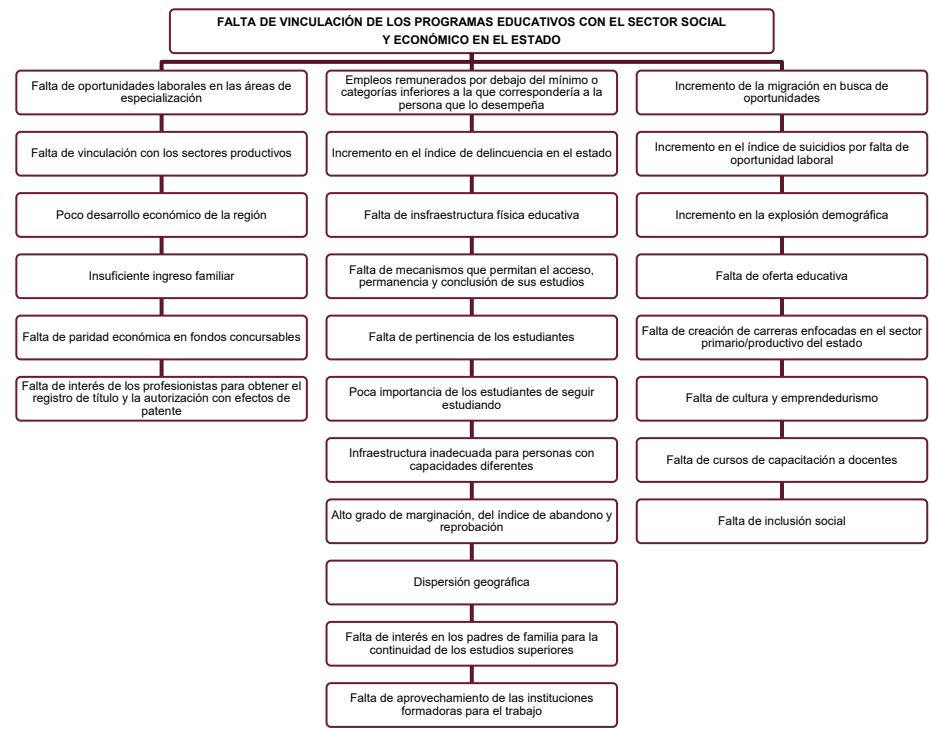 FALTA DE VINCULACIÓN DE LOS PROGRAMAS EDUCATIVOS CON EL SECTOR SOCIAL
Y ECONÓMICO EN EL ESTADO
Falta de oportunidades laborales en las áreas de
especialización
Falta de vinculación con los sectores productivos
Poco desarrollo económico de la región
Insuficiente ingreso familiar
Falta de paridad económica en fondos concursables
Falta de interés de los profesionistas para obtener el
registro de título y la autorización con efectos de
patente
Empleos remunerados por debajo del mínimo o
categorías inferiores a la que correspondería a la
persona que lo desempeña
Incremento en el índice de delincuencia en el estado
Falta de insfraestructura física educativa
Falta de mecanismos que permitan el acceso,
permanencia y conclusión de sus estudios
Falta de pertinencia de los estudiantes
Poca importancia de los estudiantes de seguir
estudiando
Infraestructura inadecuada para personas con
capacidades diferentes
Alto grado de marginación, del índice de abandono y
reprobación
Dispersión geográfica
Falta de interés en los padres de familia para la
continuidad de los estudios superiores
Falta de aprovechamiento de las instituciones
formadoras para el trabajo
Incremento de la migración en busca de
oportunidades
Incremento en el índice de suicidios por falta de
oportunidad laboral
Incremento en la explosión demográfica
Falta de oferta educativa
Falta de creación de carreras enfocadas en el sector
primario/productivo del estado
Falta de cultura y emprendedurismo
Falta de cursos de capacitación a docentes
Falta de inclusión social